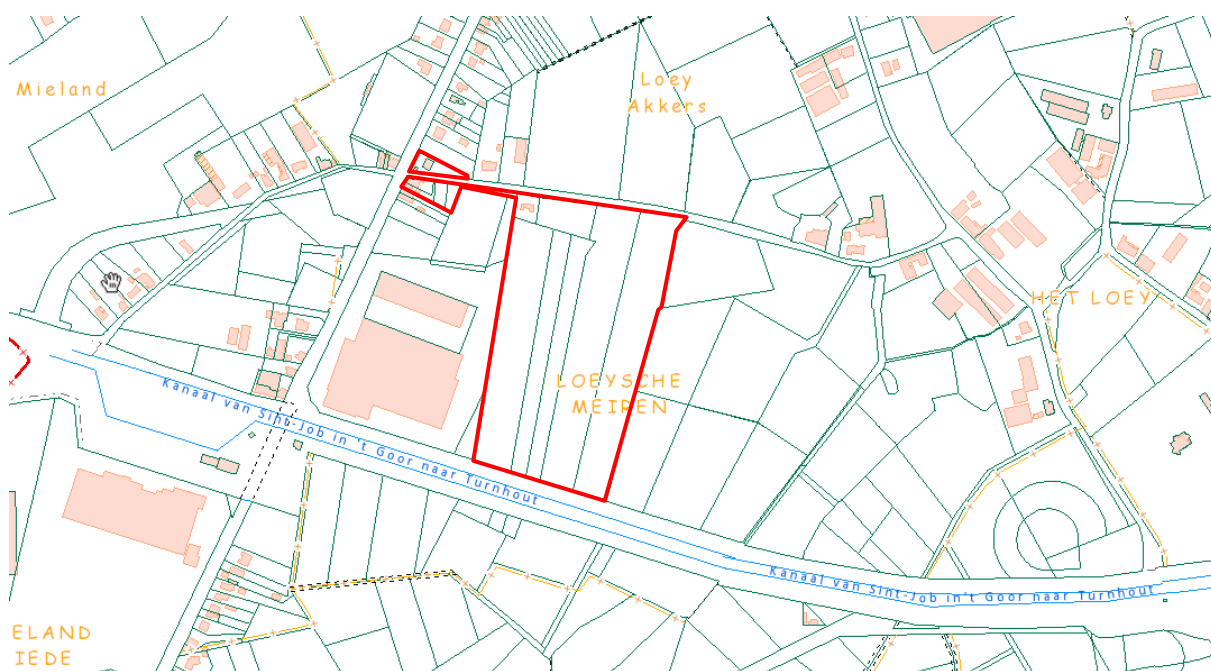 Mieland
Loey
Akkers
HET LOEY
LOEYSCHE
MEIREN
Kanaal van Sint-Job in 't Goor naar Turnhout
Kanaal van Sint-Job in't Goor naar Turnhout
ELAND
IEDE